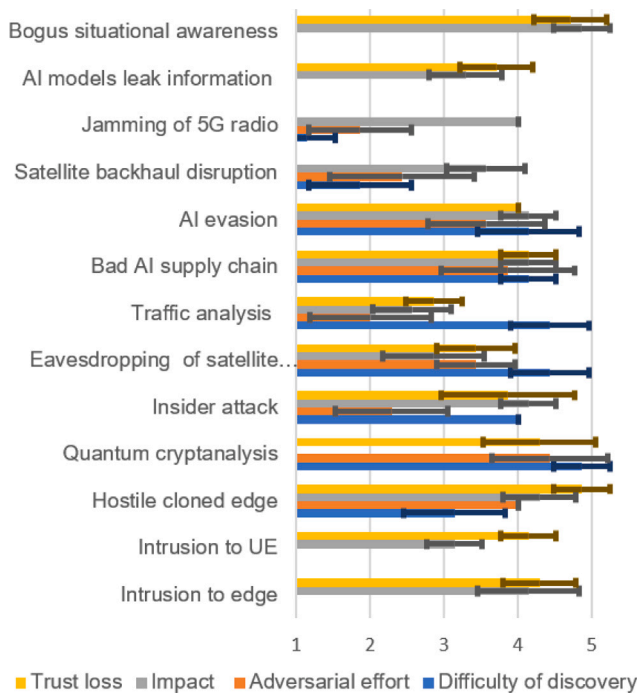 Bogus situational awareness
AI models leak information
Jamming of 5G radio
Satellite backhaul disruption
AI evasion
Bad AI supply chain
Traffic analysis
Eavesdropping of satellite…
Insider attack
Quantum cryptanalysis
Hostile cloned edge
Intrusion to UE
Intrusion to edge
1 2 3 4 5
Trust loss Impact Adversarial effort Difficulty of discovery